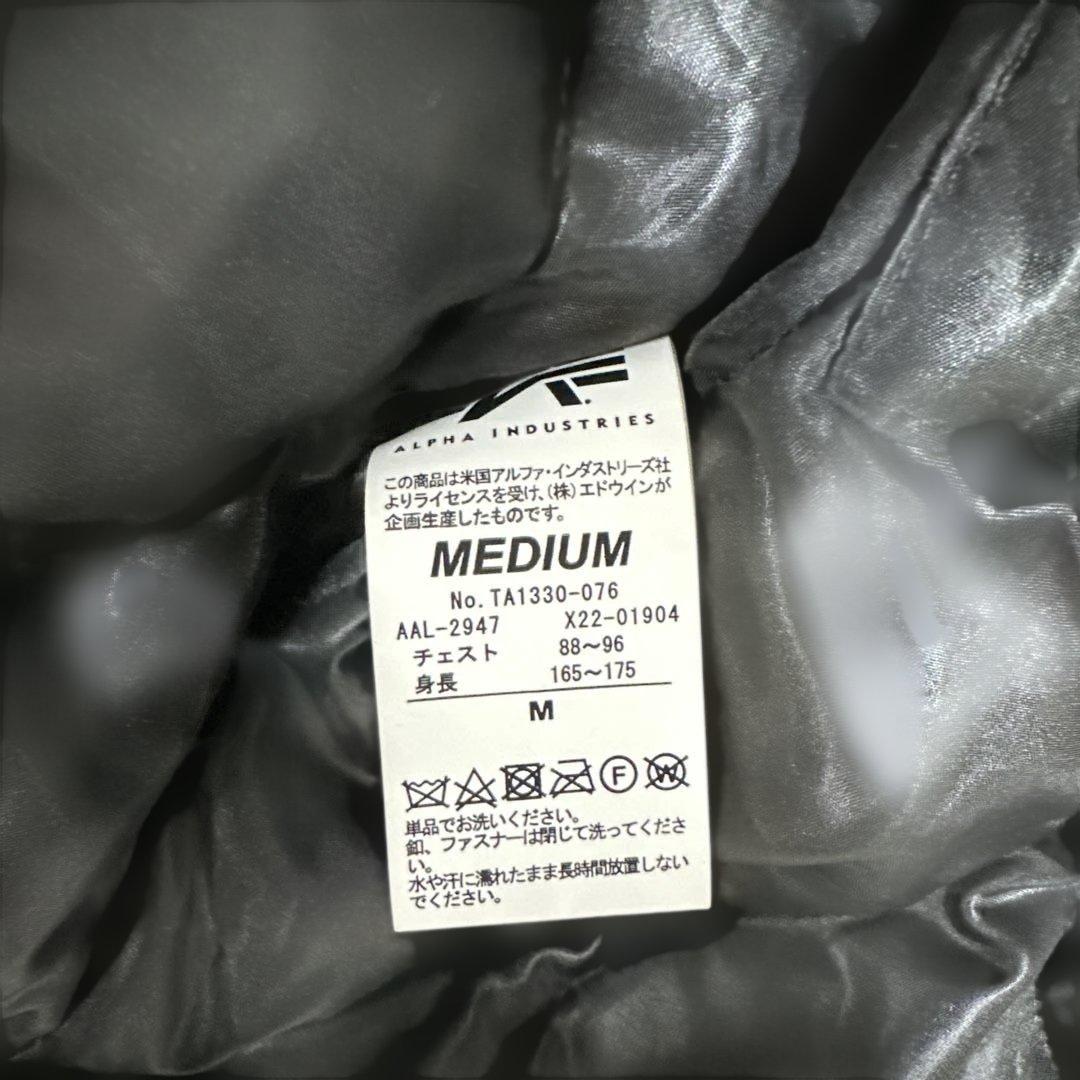 ALPHA INDUSTRIES
この商品は米国アルファ・インダストリーズ社
よりライセンスを受け、(株)エドウインが
企画生産したものです。
MEDIUM
No.TA1330-076
AAL-2947 X22-01904
チェスト 88〜96
身長 165〜175
M
F W
単品でお洗いください。
釦、ファスナーは閉じて洗ってくださ
い。
水や汗に濡れたまま長時間放置しない
でください。